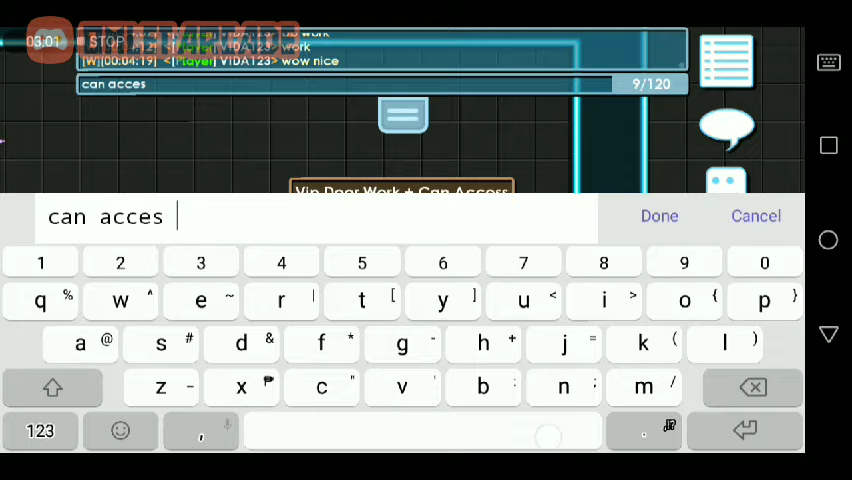 03:01 STOP
work
[W][00:04:12] <[Player] VIDA123> work
[W][00:04:19] <[Player] VIDA123> wow nice
can acces 9/120
Vip Door Work + Can Access
can acces Done Cancel
1 2 3 4 5 6 7 8 9 0
q % w ^ e ~ r | t [ y ] u < i > o { p }
a @ s # d & f * g - h + j = k ( l )
z _ x c " v ' b : n ; m /
123 , .